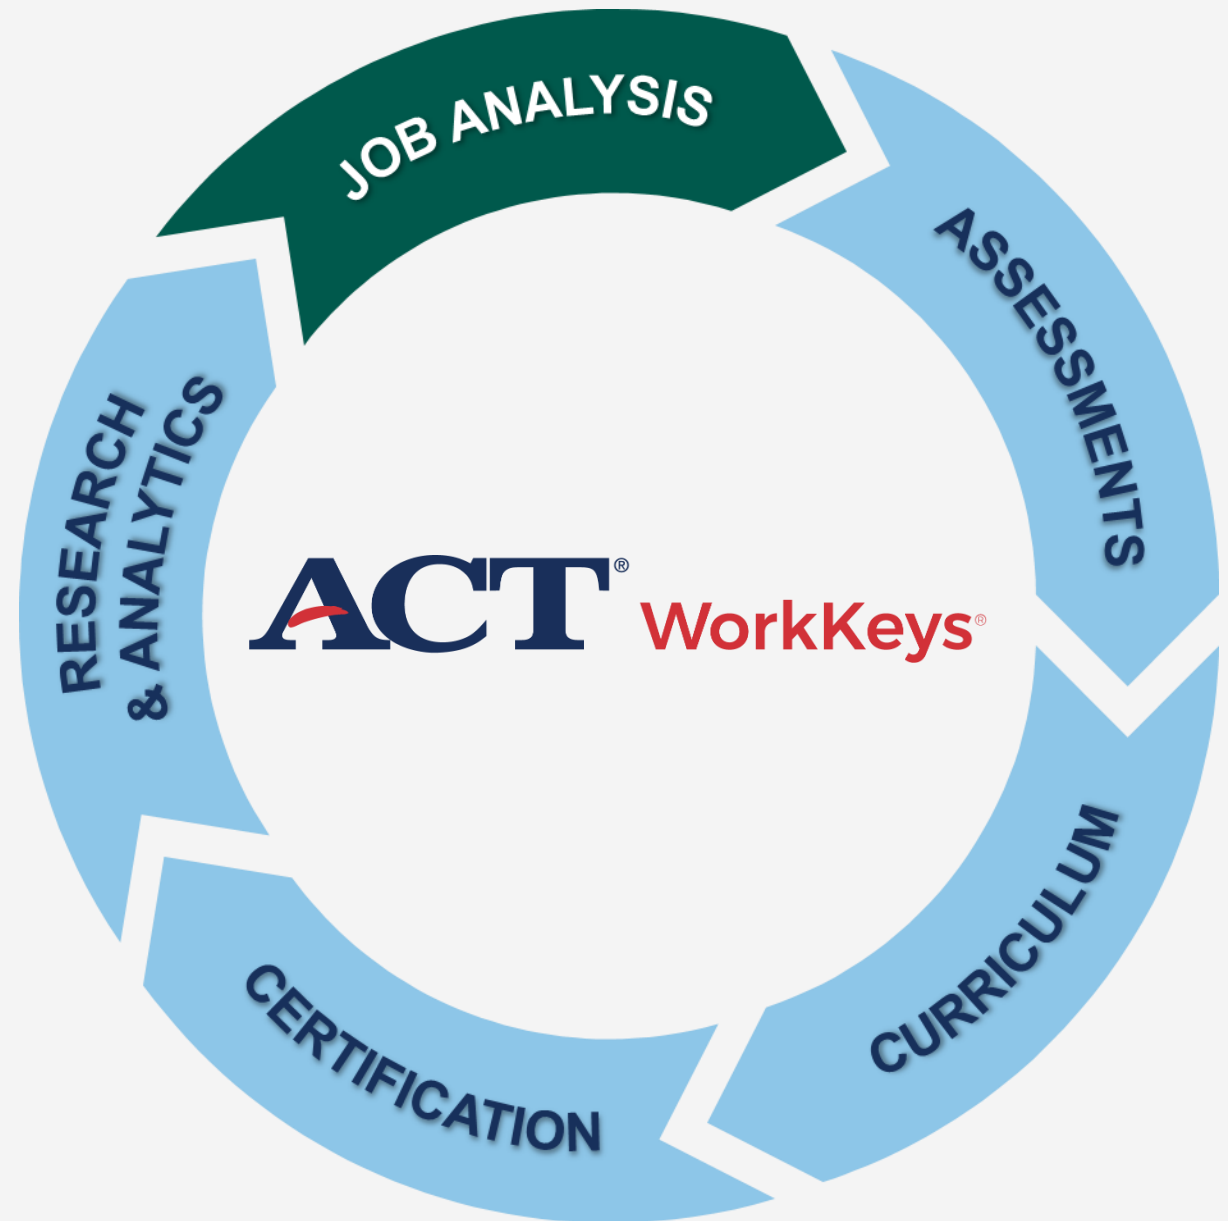 JOB ANALYSIS
ASSESSMENTS
CURRICULUM
CERTIFICATION
RESEARCH
& ANALYTICS
ACT® WorkKeys®